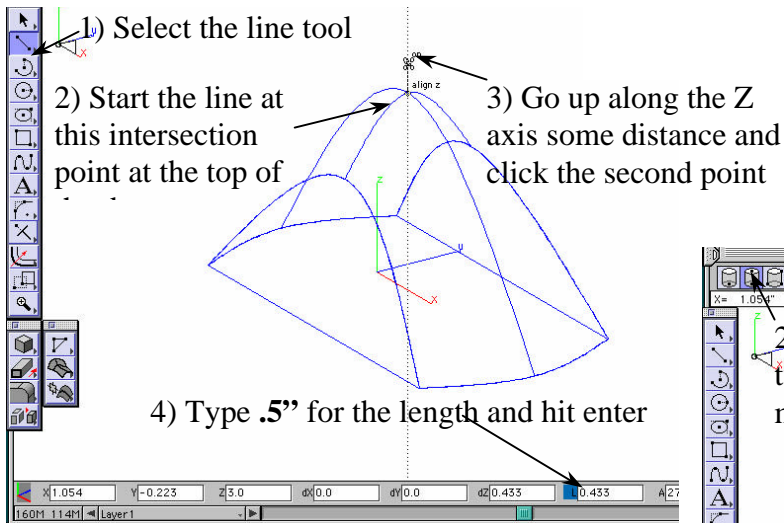 1) Select the line tool
2) Start the line at
this intersection
point at the top of
3) Go up along the Z
axis some distance and
click the second point
align z
z
y
x
4) Type .5” for the length and hit enter
X 1.054 Y -0.223 Z 3.0 dX 0.0 dY 0.0 dZ 0.433 L 0.433 A 27
160M 114M Layer1
X= 1.054"
z
2
t
n